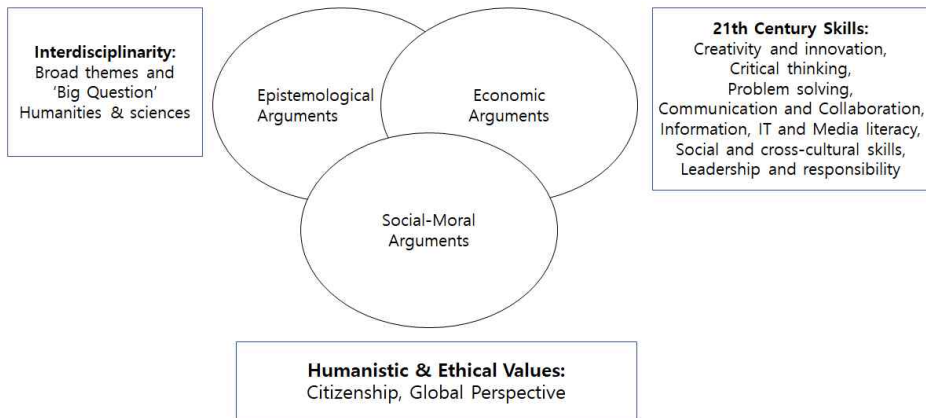 Interdisciplinarity:
Broad themes and
'Big Question'
Humanities & sciences
Epistemological
Arguments
Economic
Arguments
Social-Moral
Arguments
21th Century Skills:
Creativity and innovation,
Critical thinking,
Problem solving,
Communication and Collaboration,
Information, IT and Media literacy,
Social and cross-cultural skills,
Leadership and responsibility
Humanistic & Ethical Values:
Citizenship, Global Perspective